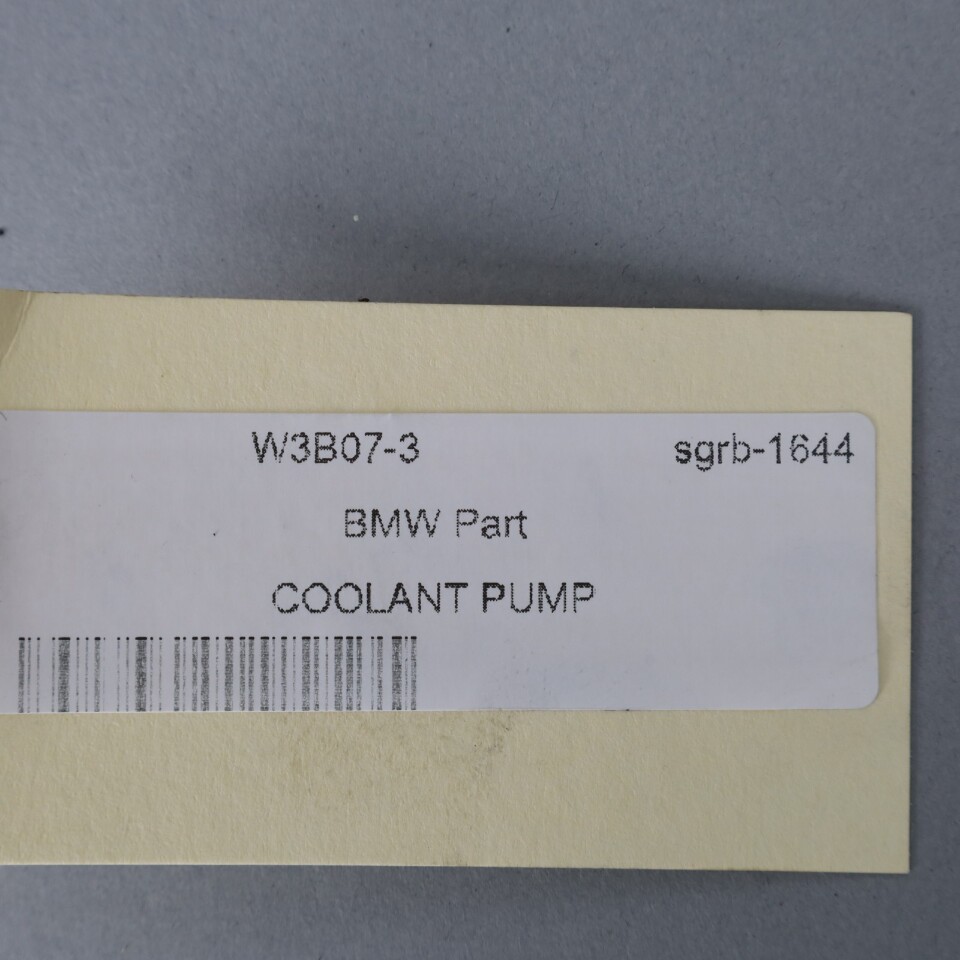 W3B07-3 sgrb-1644
BMW Part
COOLANT PUMP